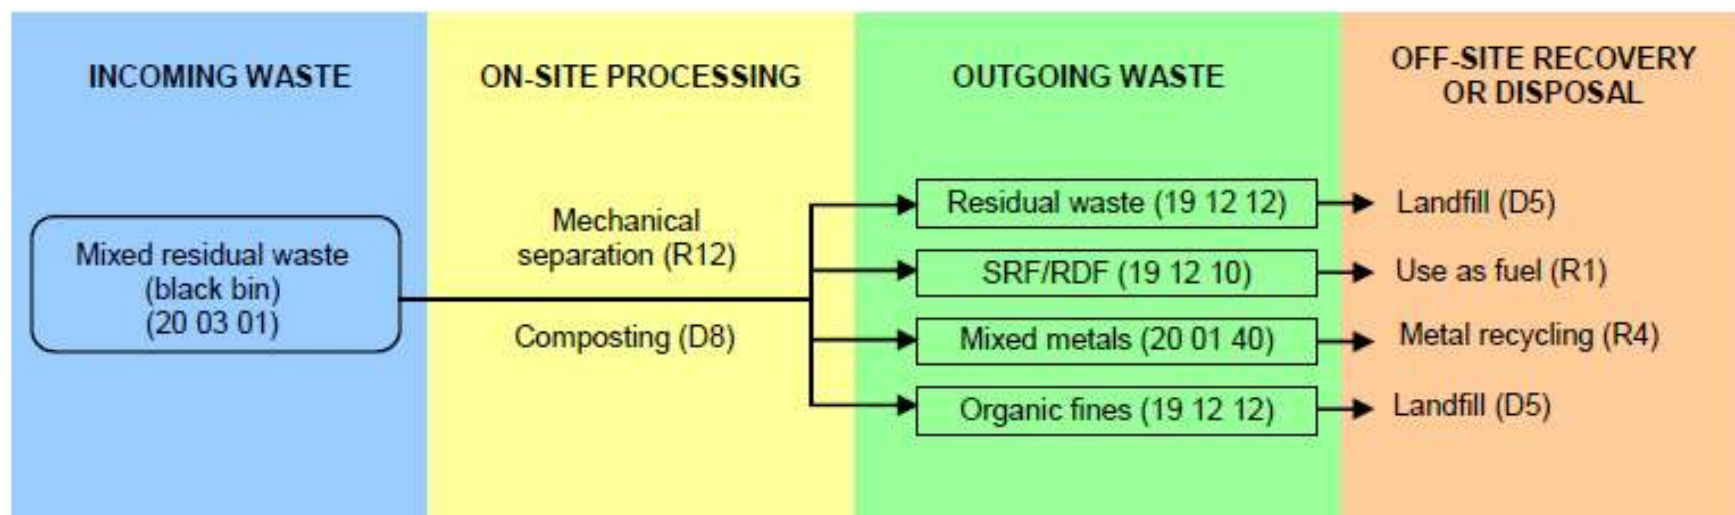 INCOMING WASTE
ON-SITE PROCESSING
OUTGOING WASTE
OFF-SITE RECOVERY
OR DISPOSAL
Mixed residual waste
(black bin)
(20 03 01)
Mechanical
separation (R12)
Composting (D8)
Residual waste (19 12 12)
Landfill (D5)
SRF/RDF (19 12 10)
Use as fuel (R1)
Mixed metals (20 01 40)
Metal recycling (R4)
Organic fines (19 12 12)
Landfill (D5)